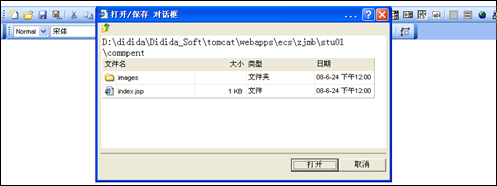 打开/保存 对话框
Normal 宋体
D:\didida\Didida_Soft\tomcat\webapps\ecs\zjmb\stu01
\commpent
文件名 大小 类型 日期
images 文件夹 08-6-24 下午12:00
index.jsp 1 KB 文件 08-6-24 下午12:00
打开 取消